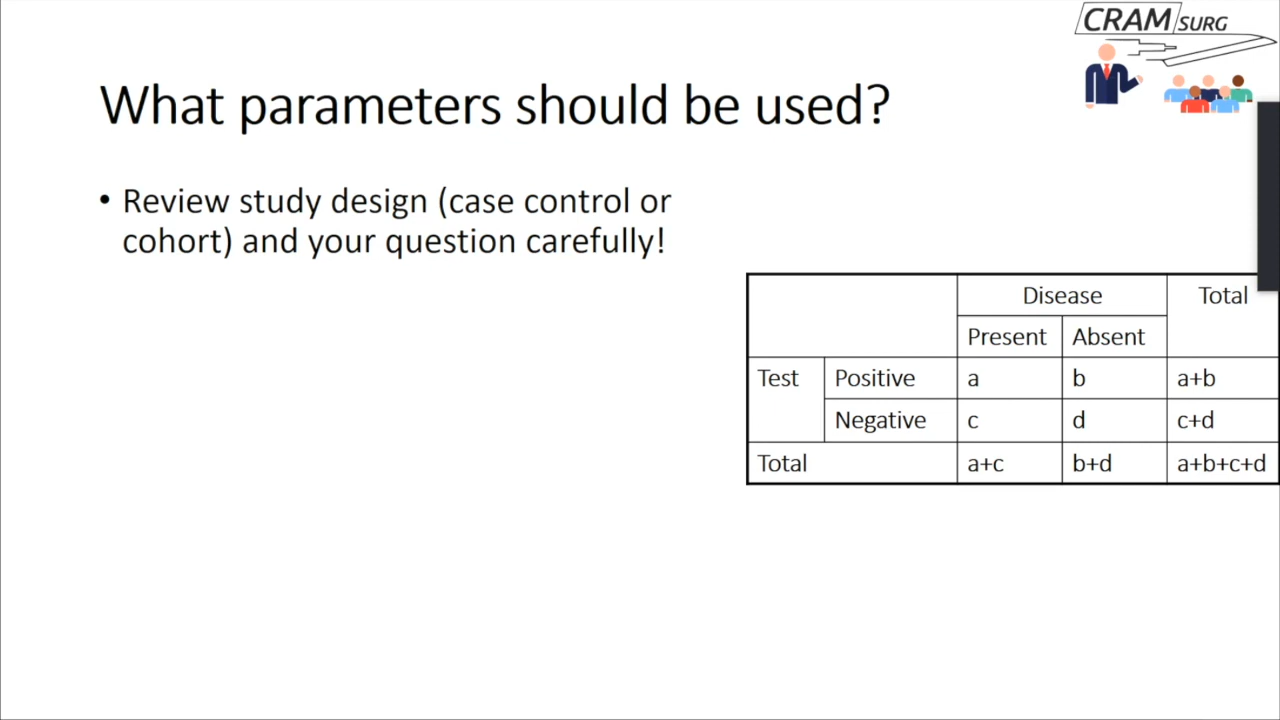 CRAM SURG
What parameters should be used?
• Review study design (case control or
cohort) and your question carefully!
Disease Total
Present Absent
Test Positive a b a+b
Negative c d c+d
Total a+c b+d a+b+c+d